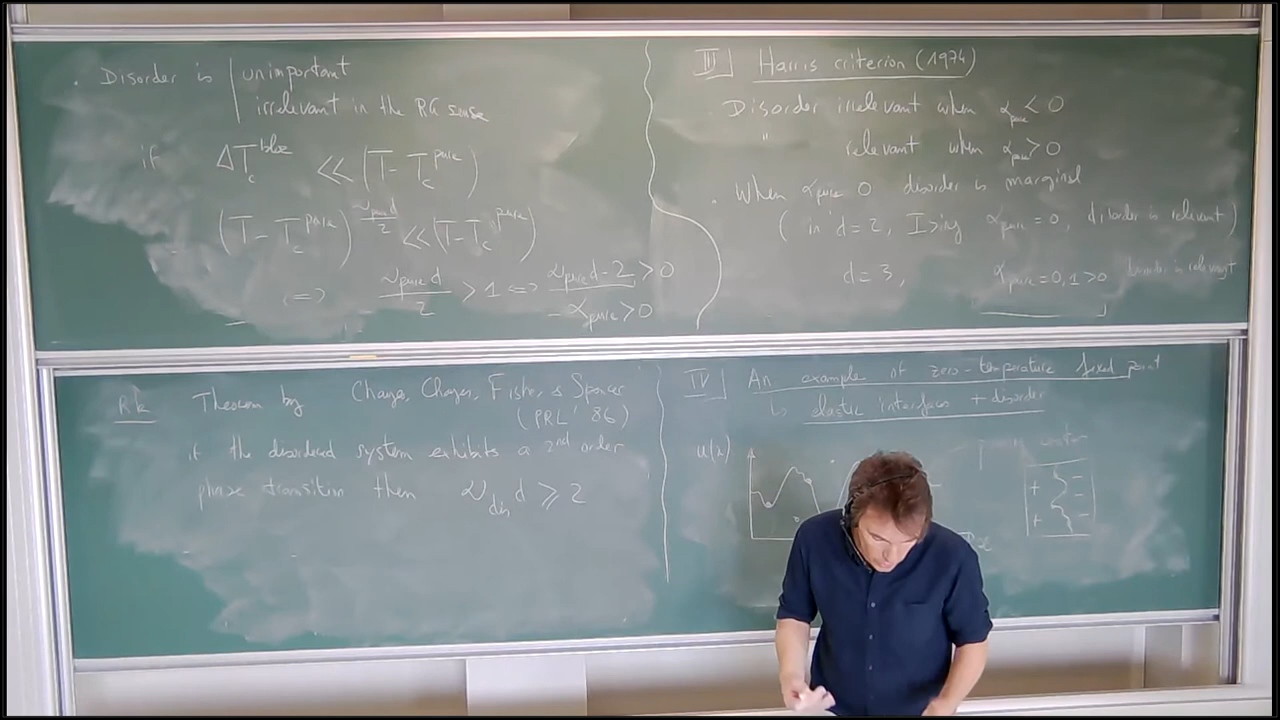 . Disorder is | unimportant
irrelevant in the RG sense
if ΔT_c^bloc ≪ (T - T_c^pure)
(T - T_c^pure)^(ν_pure d/2) ≪ (T - T_c^pure)
⟺ ν_pure d / 2 > 1 ⟺ ν_pure d - 2 > 0
- α_pure > 0
III] Harris criterion (1974)
Disorder irrelevant when α_pure < 0
" relevant when α_pure > 0
. When α_pure 0 disorder is marginal
(in d = 2, Ising α_pure = 0, disorder is relevant)
d = 3, α_pure = 0,1 > 0 disorder is relevant
Rk Theorem by Chayes, Chayes, Fisher, & Spencer
(PRL' 86)
if the disordered system exhibits a 2nd order
phase transition then ν_dis d ⩾ 2
IV] An example of zero-temperature fixed point
↳ elastic interfaces + disorder
u(x)
+ -
-
+ -